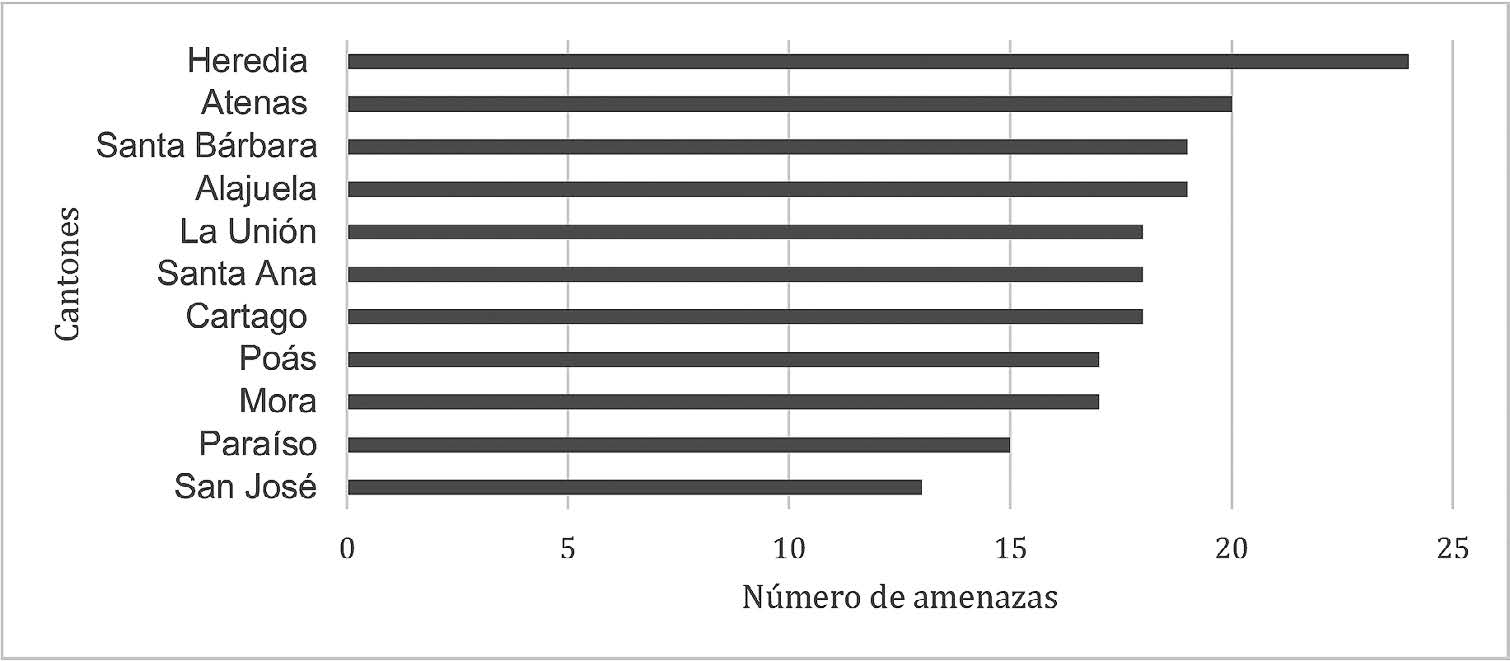 Cantones
Heredia
Atenas
Santa Bárbara
Alajuela
La Unión
Santa Ana
Cartago
Poás
Mora
Paraíso
San José
0 5 10 15 20 25
Número de amenazas